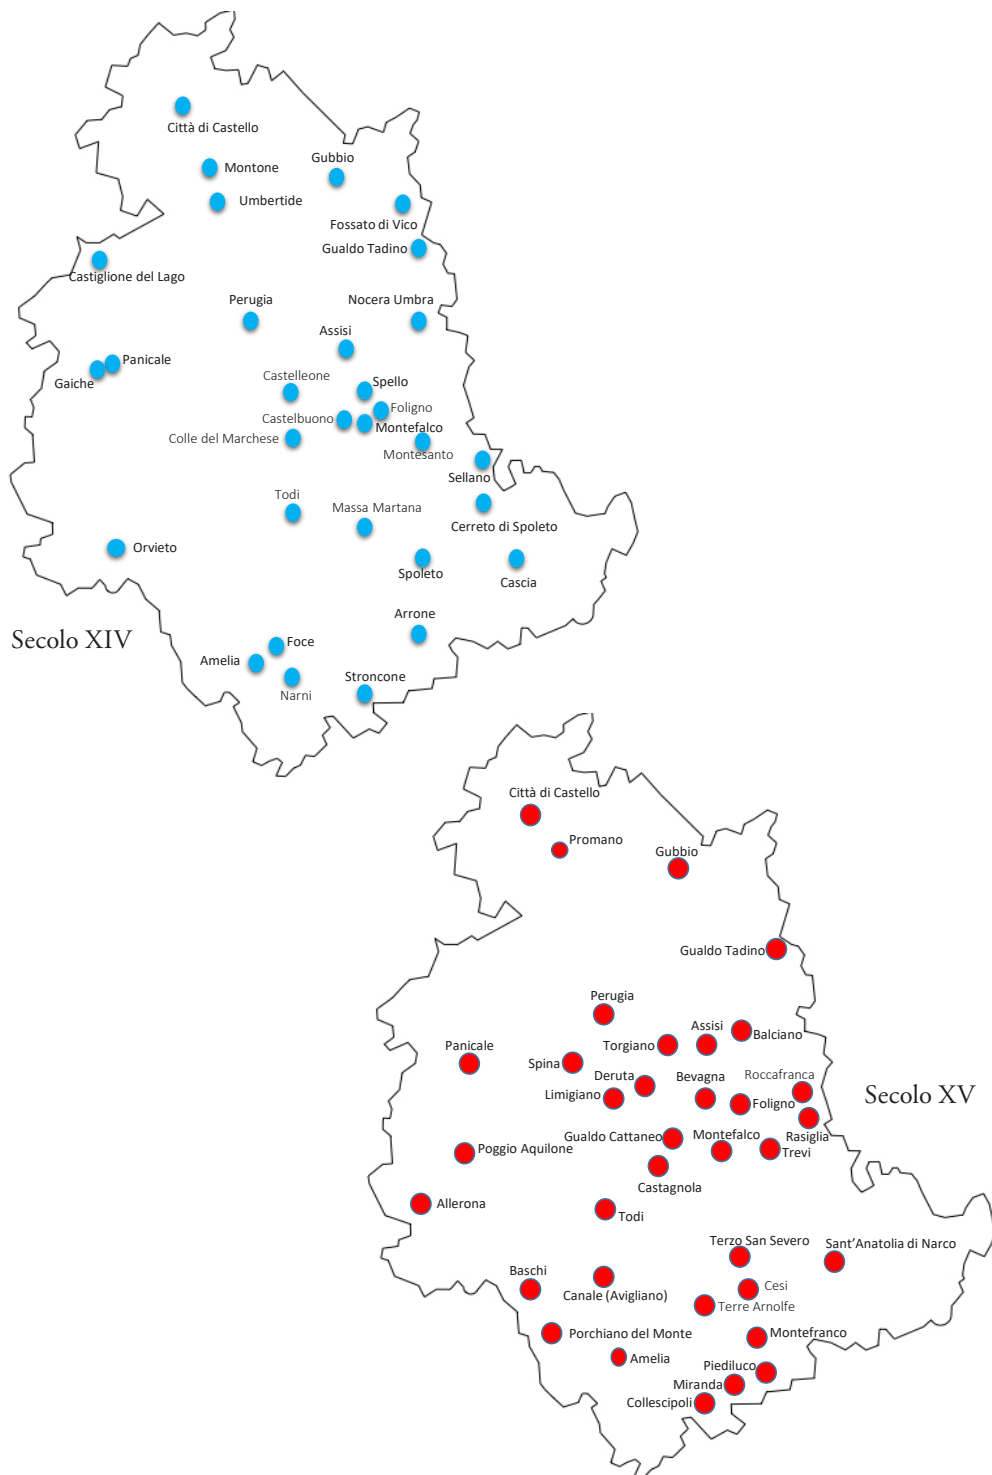 Città di Castello
Montone
Gubbio
Umbertide
Fossato di Vico
Gualdo Tadino
Castiglione del Lago
Perugia
Nocera Umbra
Assisi
Panicale
Gaiche
Castelleone
Spello
Foligno
Castelbuono
Montefalco
Colle del Marchese
Montesanto
Sellano
Todi
Massa Martana
Cerreto di Spoleto
Orvieto
Spoleto
Cascia
Arrone
Secolo XIV
Foce
Amelia
Stroncone
Narni
Città di Castello
Promano
Gubbio
Gualdo Tadino
Perugia
Assisi
Balciano
Panicale
Torgiano
Spina
Deruta
Bevagna
Roccafranca
Limigiano
Foligno
Secolo XV
Gualdo Cattaneo
Montefalco
Rasiglia
Poggio Aquilone
Trevi
Castagnola
Allerona
Todi
Terzo San Severo
Sant’Anatolia di Narco
Baschi
Cesi
Canale (Avigliano)
Terre Arnolfe
Porchiano del Monte
Montefranco
Amelia
Piediluco
Miranda
Collescipoli